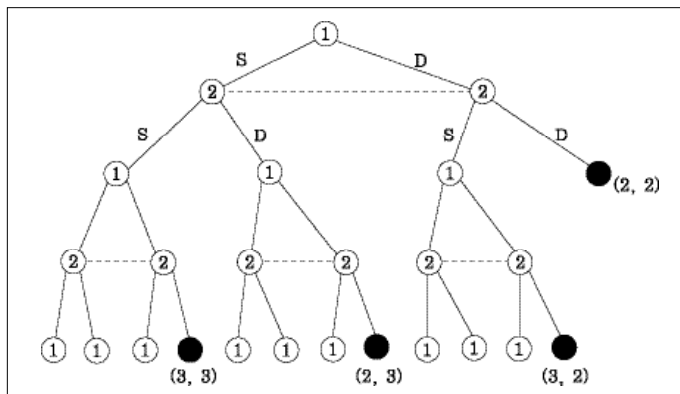 1
S D
2 2
S D S D
1 1 1 (2, 2)
2 2 2 2 2 2
1 1 1 1 1 1 1 1 1
(3, 3) (2, 3) (3, 2)